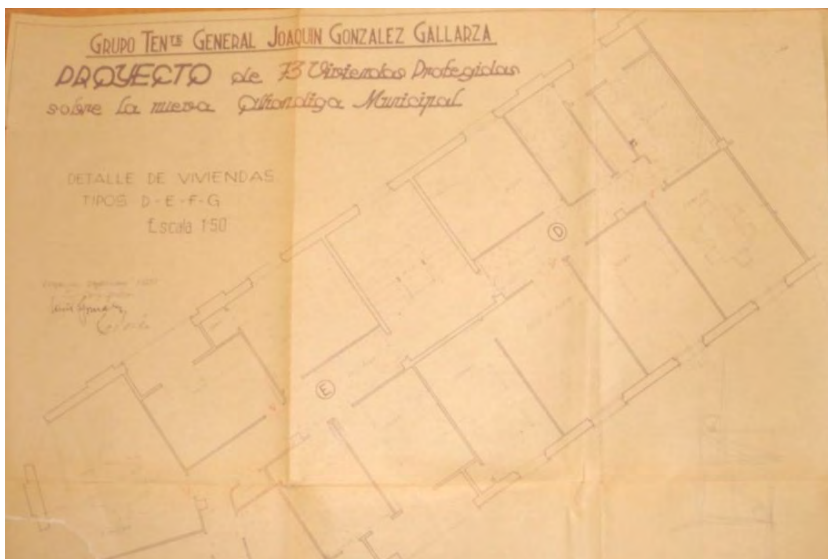 GRUPO TENTE GENERAL JOAQUIN GONZALEZ GALLARZA
PROYECTO de 73 Viviendas Protegidas
sobre la nueva Alhondiga Municipal
DETALLE DE VIVIENDAS
TIPOS D-E-F-G
Escala 1:50
D
E